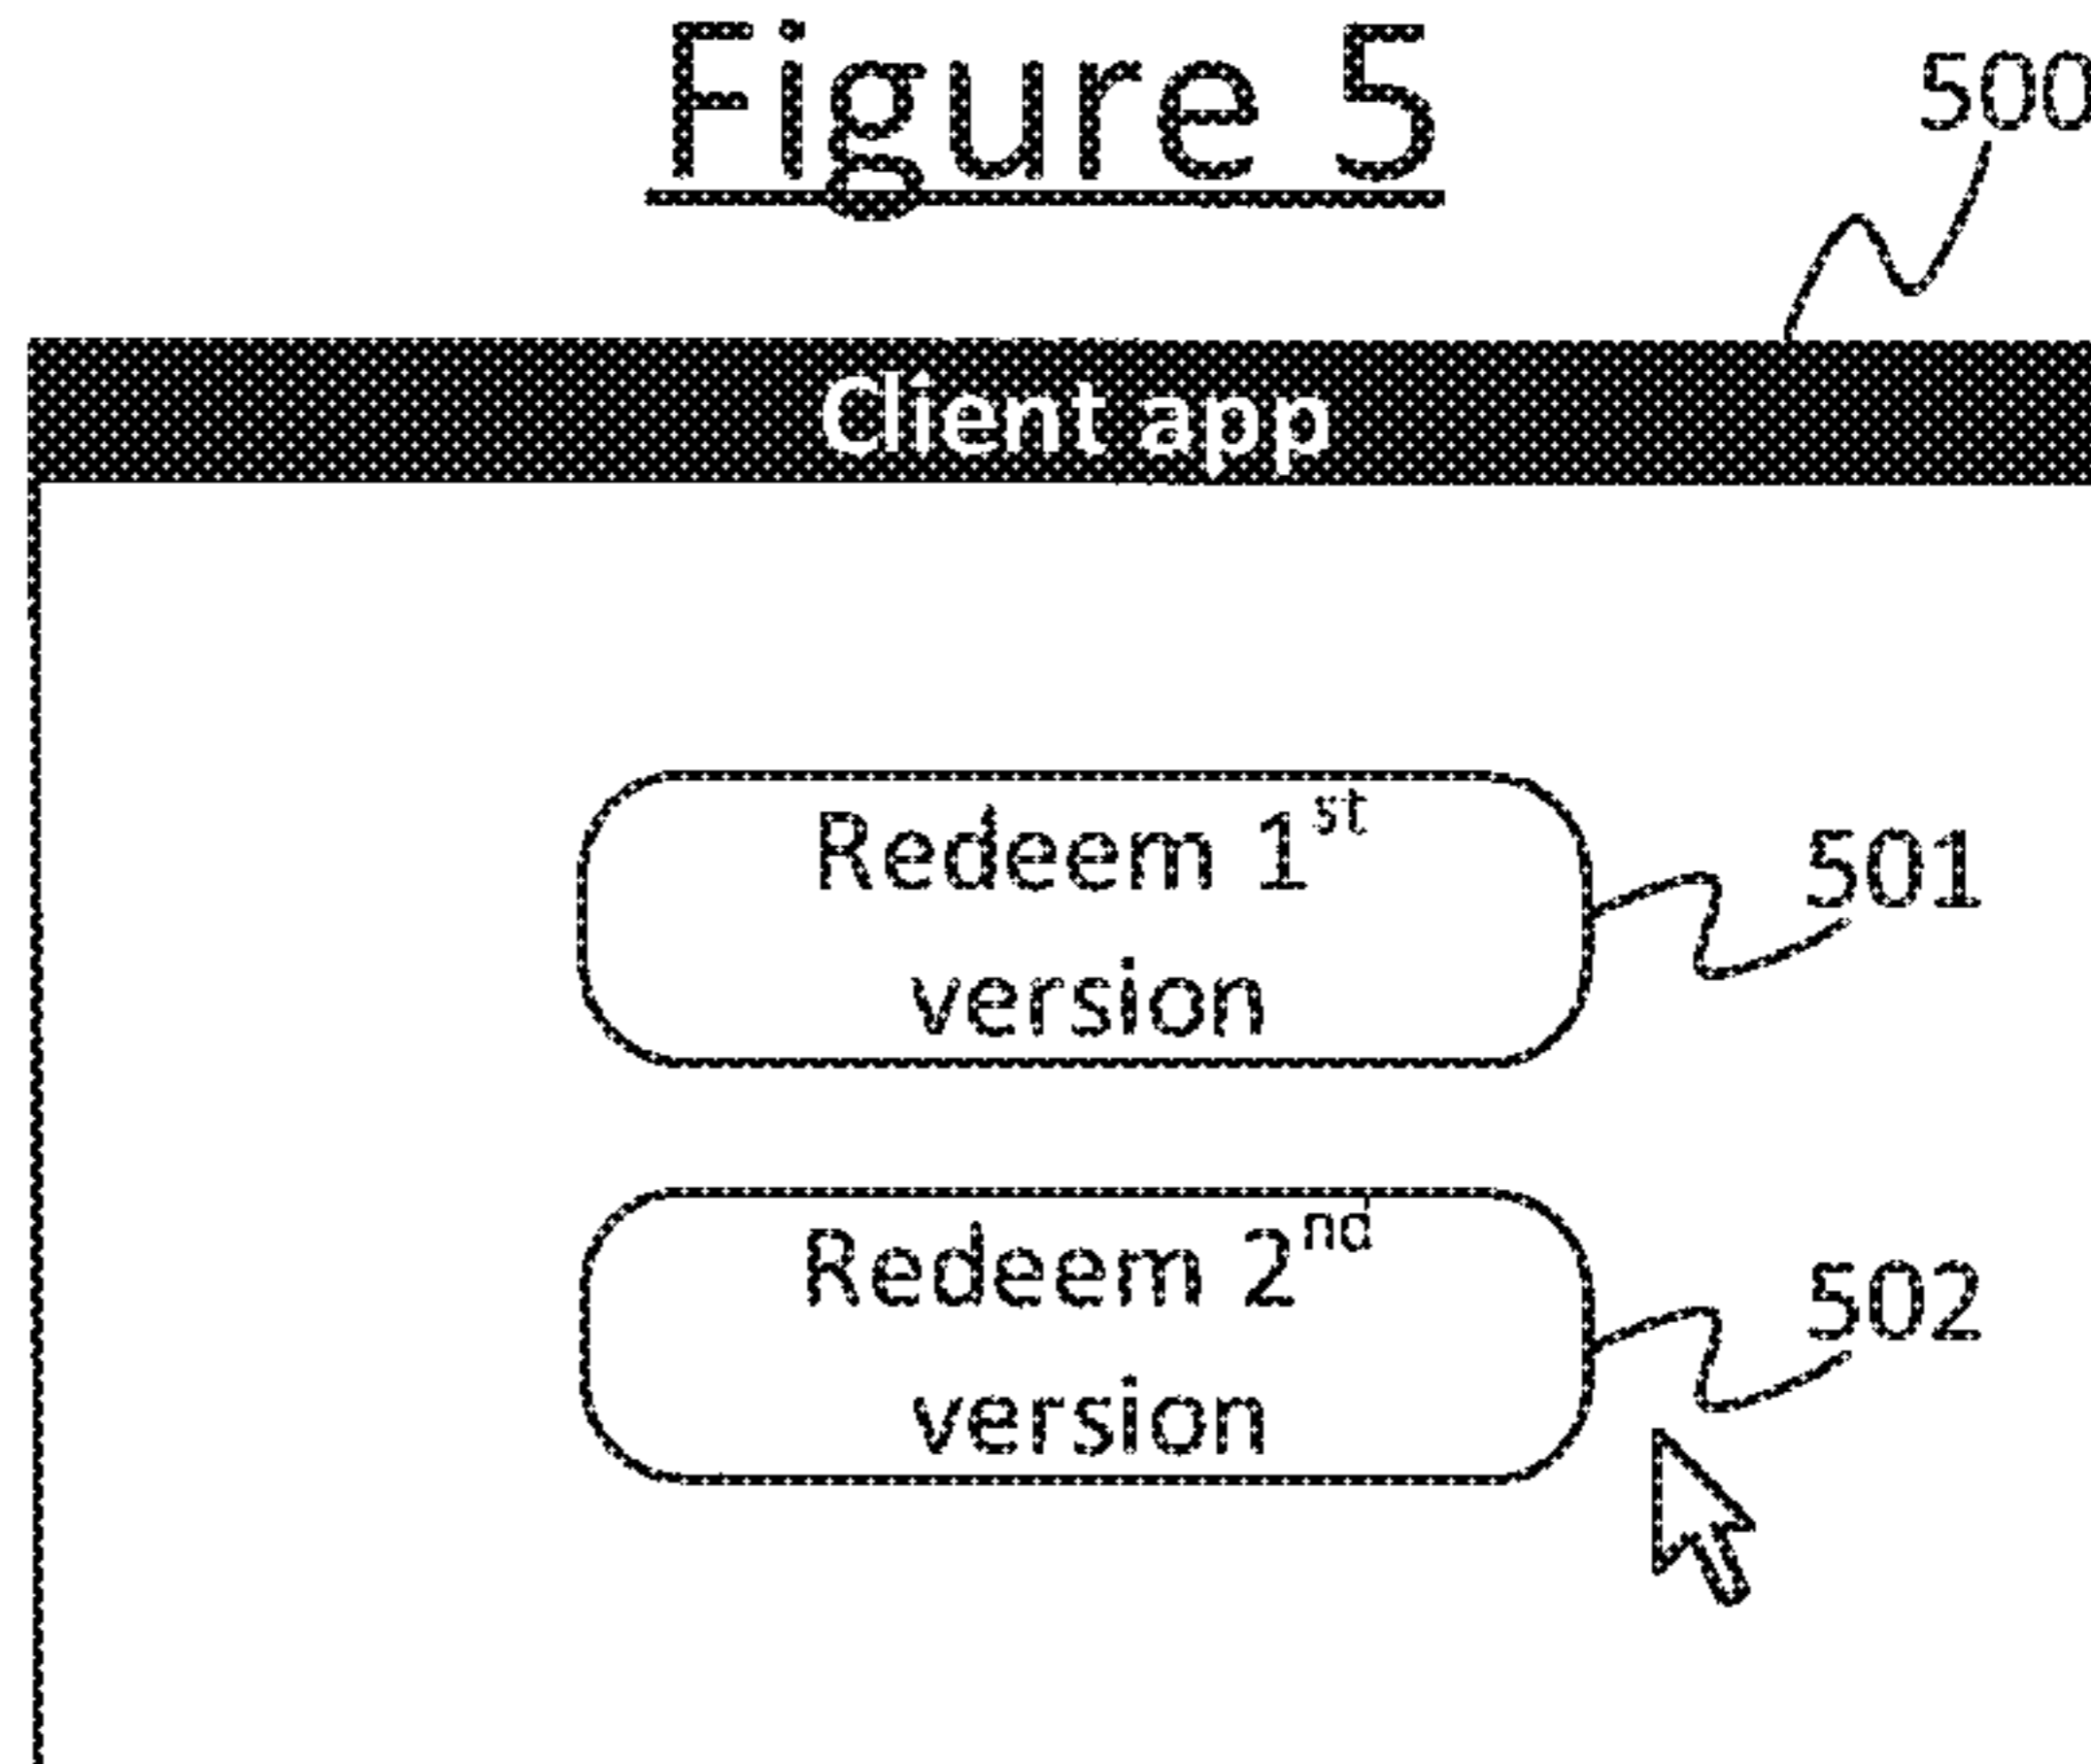 Figure 5
500
Client app
Redeem 1st
version
501
Redeem 2nd
version
502